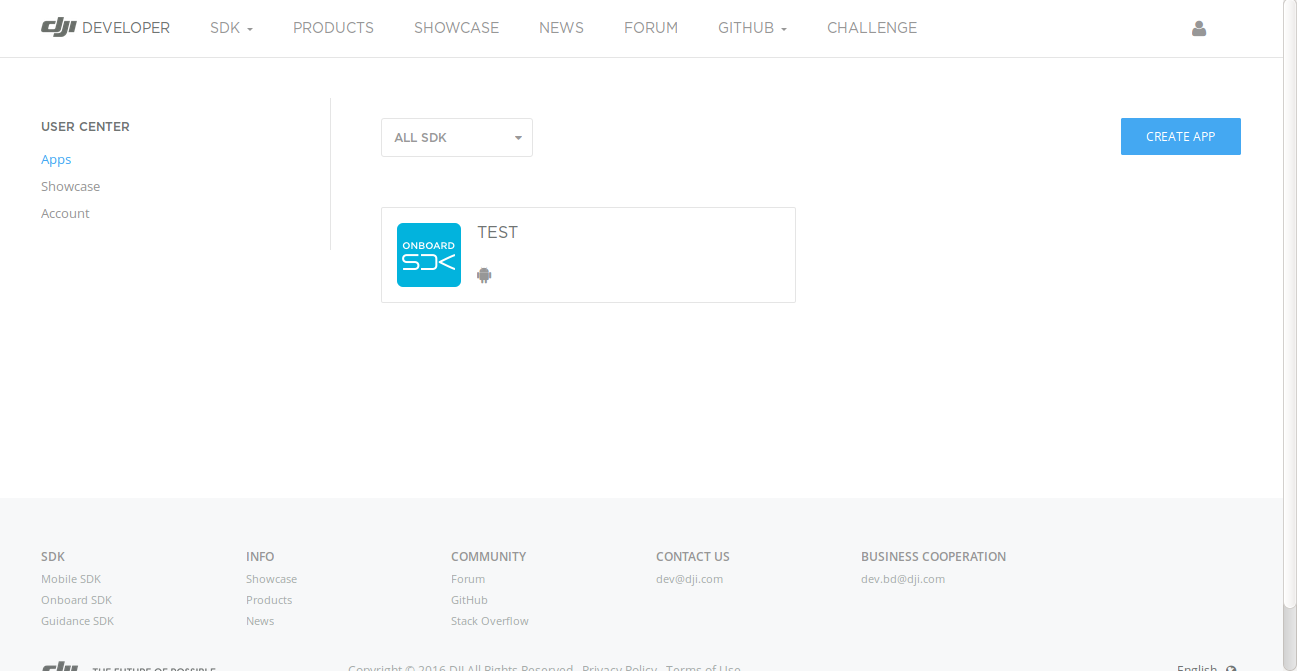 dji DEVELOPER SDK PRODUCTS SHOWCASE NEWS FORUM GITHUB CHALLENGE
USER CENTER
Apps
Showcase
Account
ALL SDK
CREATE APP
ONBOARD
SDK
TEST
SDK INFO COMMUNITY CONTACT US BUSINESS COOPERATION
Mobile SDK Showcase Forum dev@dji.com dev.bd@dji.com
Onboard SDK Products GitHub
Guidance SDK News Stack Overflow
dji THE FUTURE OF POSSIBLE Copyright © 2016 DJI All Rights Reserved. Privacy Policy Terms of Use English